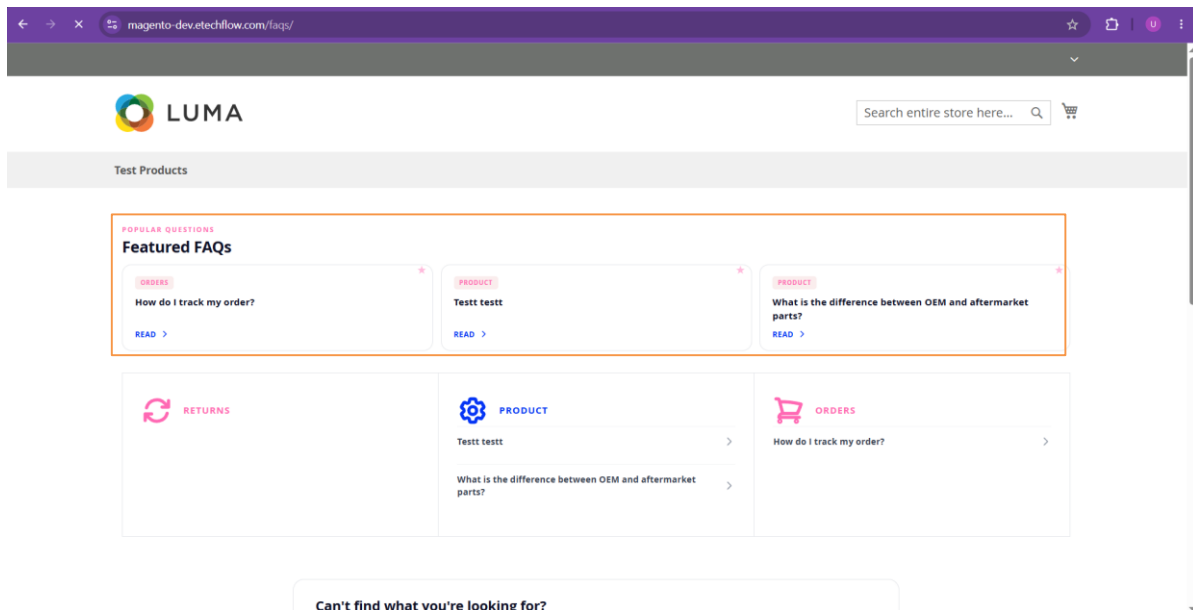 magento-dev.etechflow.com/faqs/
U
LUMA
Search entire store here...
Test Products
POPULAR QUESTIONS
Featured FAQs
ORDERS
How do I track my order?
READ
PRODUCT
Testt testt
READ
PRODUCT
What is the difference between OEM and aftermarket
parts?
READ
RETURNS
PRODUCT
Testt testt
What is the difference between OEM and aftermarket
parts?
ORDERS
How do I track my order?
Can't find what you're looking for?